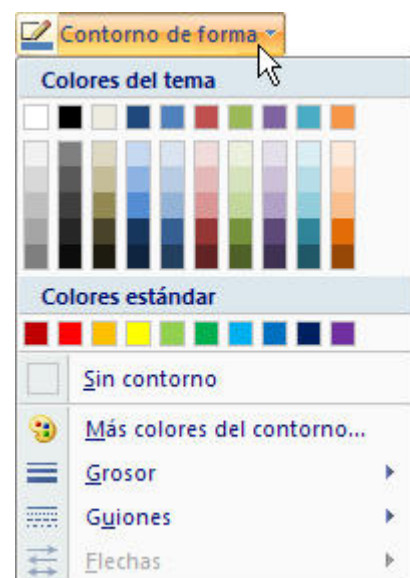 Contorno de forma
Colores del tema
Colores estándar
Sin contorno
Más colores del contorno...
Grosor
Guiones
Flechas